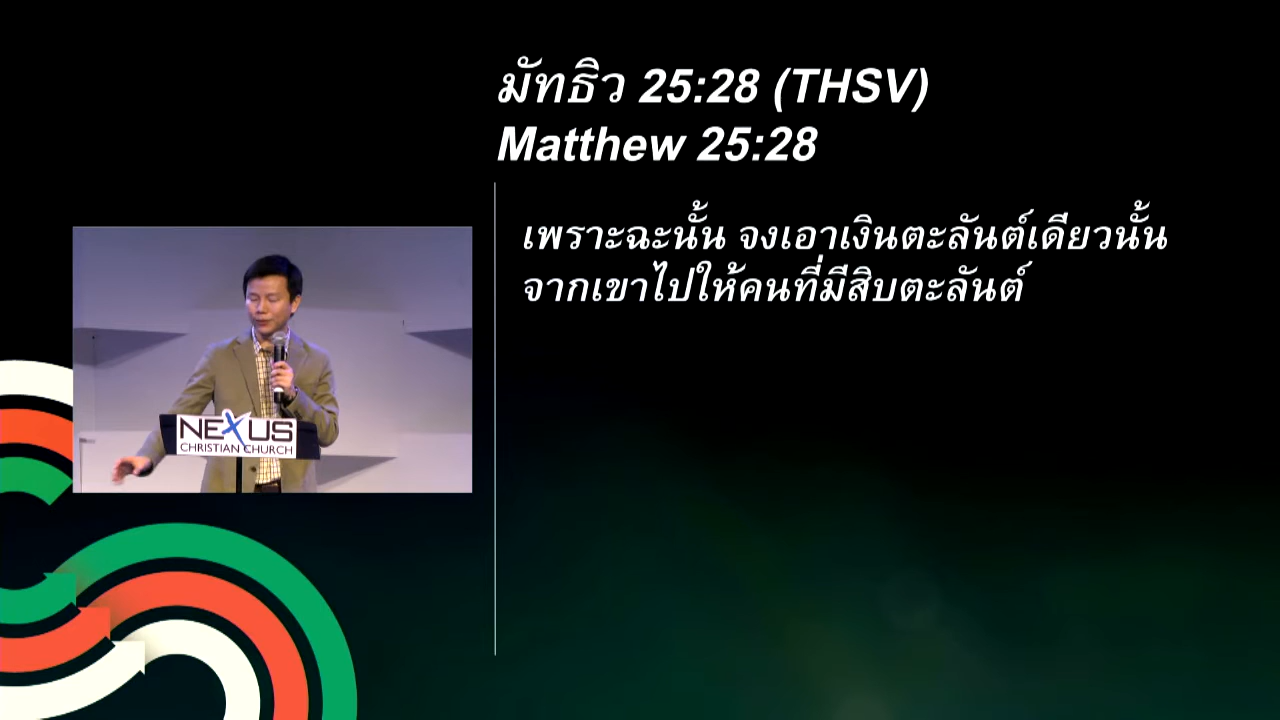 มัทธิว 25:28 (THSV)
Matthew 25:28
เพราะฉะนั้น จงเอาเงินตะลันต์เดียวนั้น
จากเขาไปให้คนที่มีสิบตะลันต์
NEXUS
CHRISTIAN CHURCH